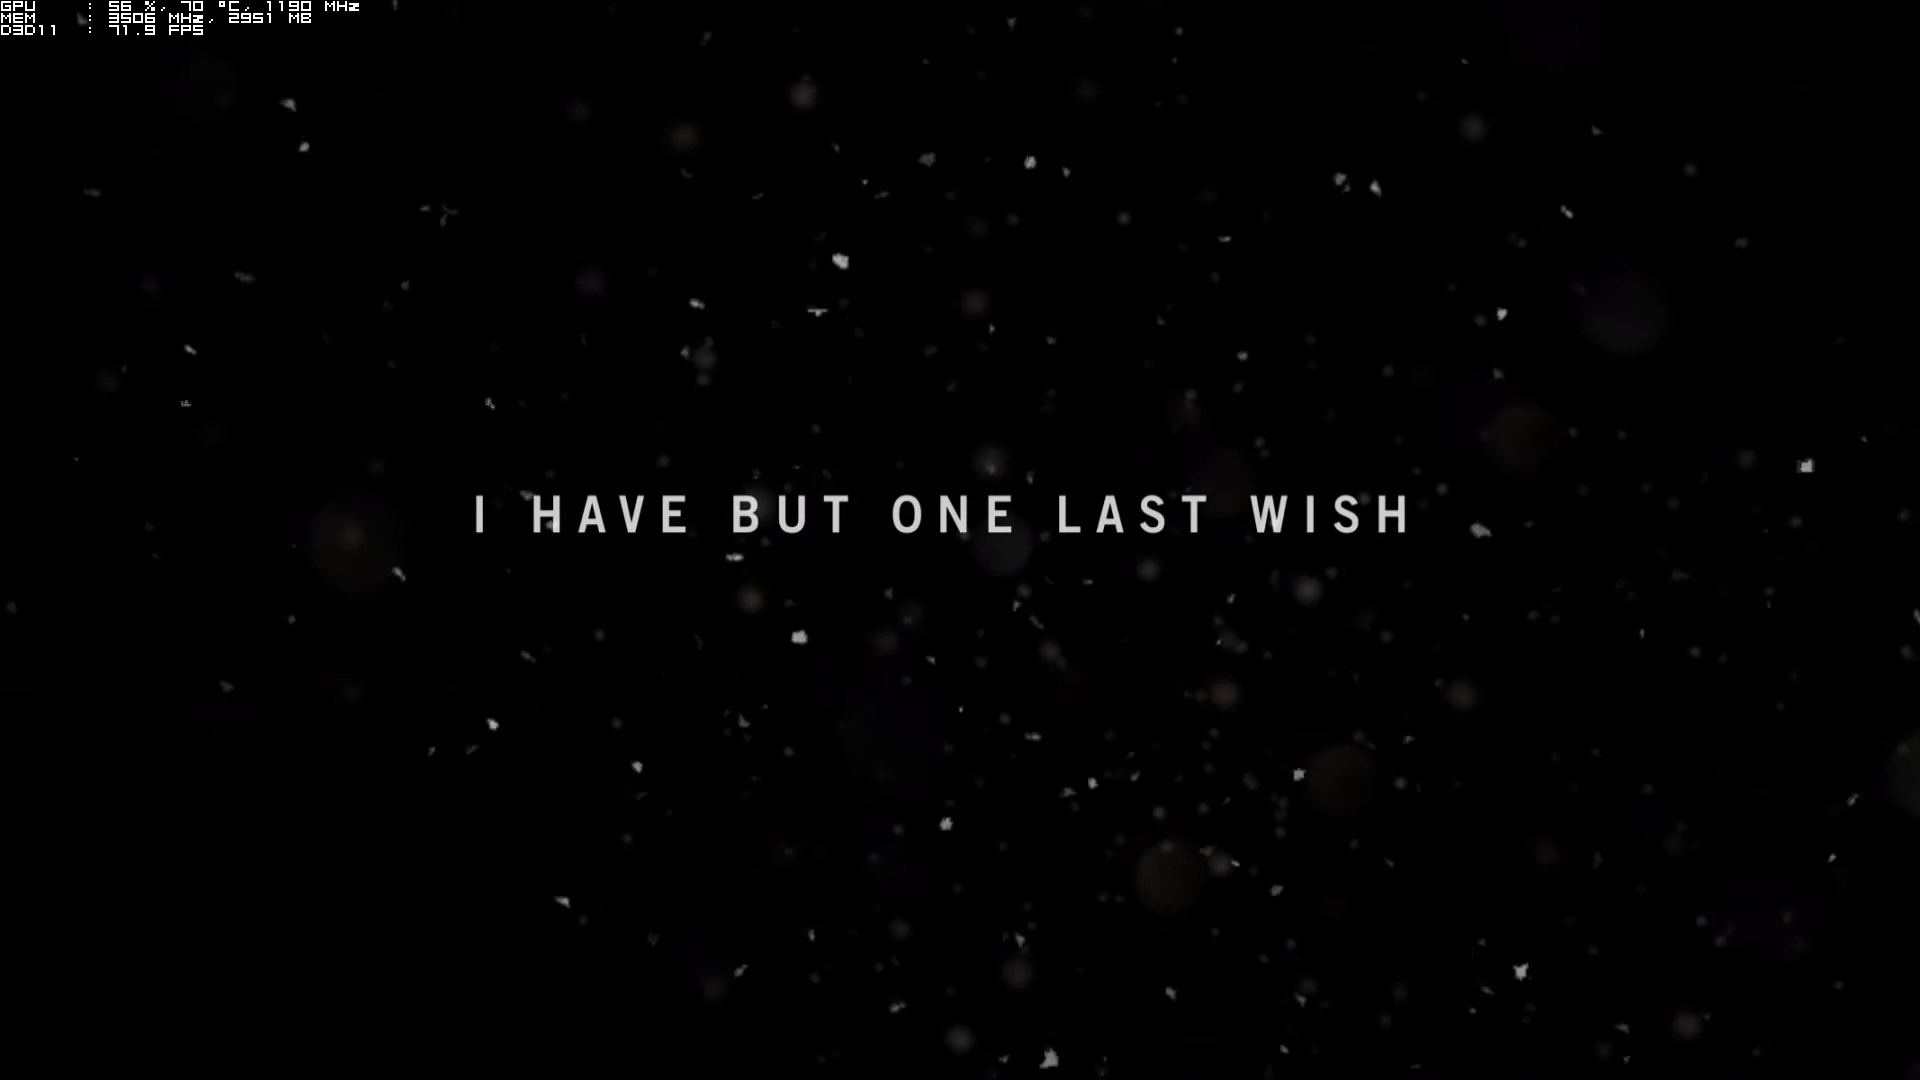 GPU : 56 %, 70 °C, 1190 MHz
MEM : 3506 MHz, 2951 MB
D3D11 : 71.9 FPS
I HAVE BUT ONE LAST WISH